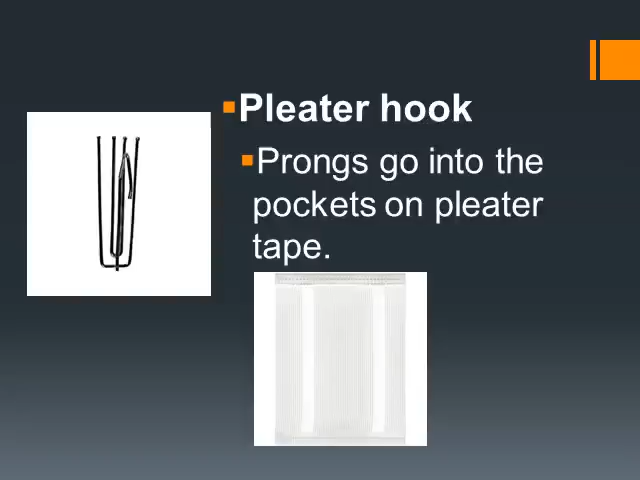 Pleater hook
Prongs go into the
pockets on pleater
tape.